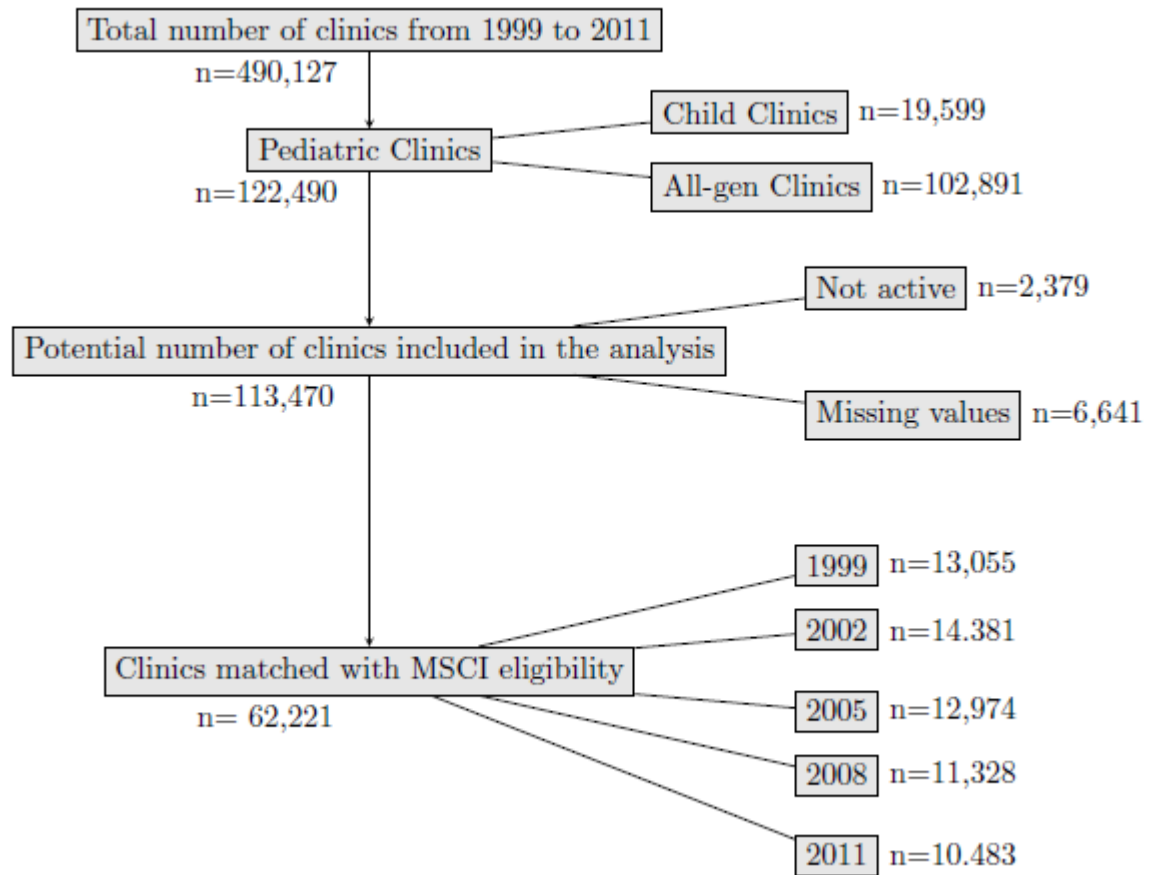 Total number of clinics from 1999 to 2011
n=490,127
Child Clinics n=19,599
Pediatric Clinics
n=122,490
All-gen Clinics n=102,891
Not active n=2,379
Potential number of clinics included in the analysis
n=113,470
Missing values n=6,641
1999 n=13,055
2002 n=14.381
Clinics matched with MSCI eligibility
n= 62,221
2005 n=12,974
2008 n=11,328
2011 n=10.483